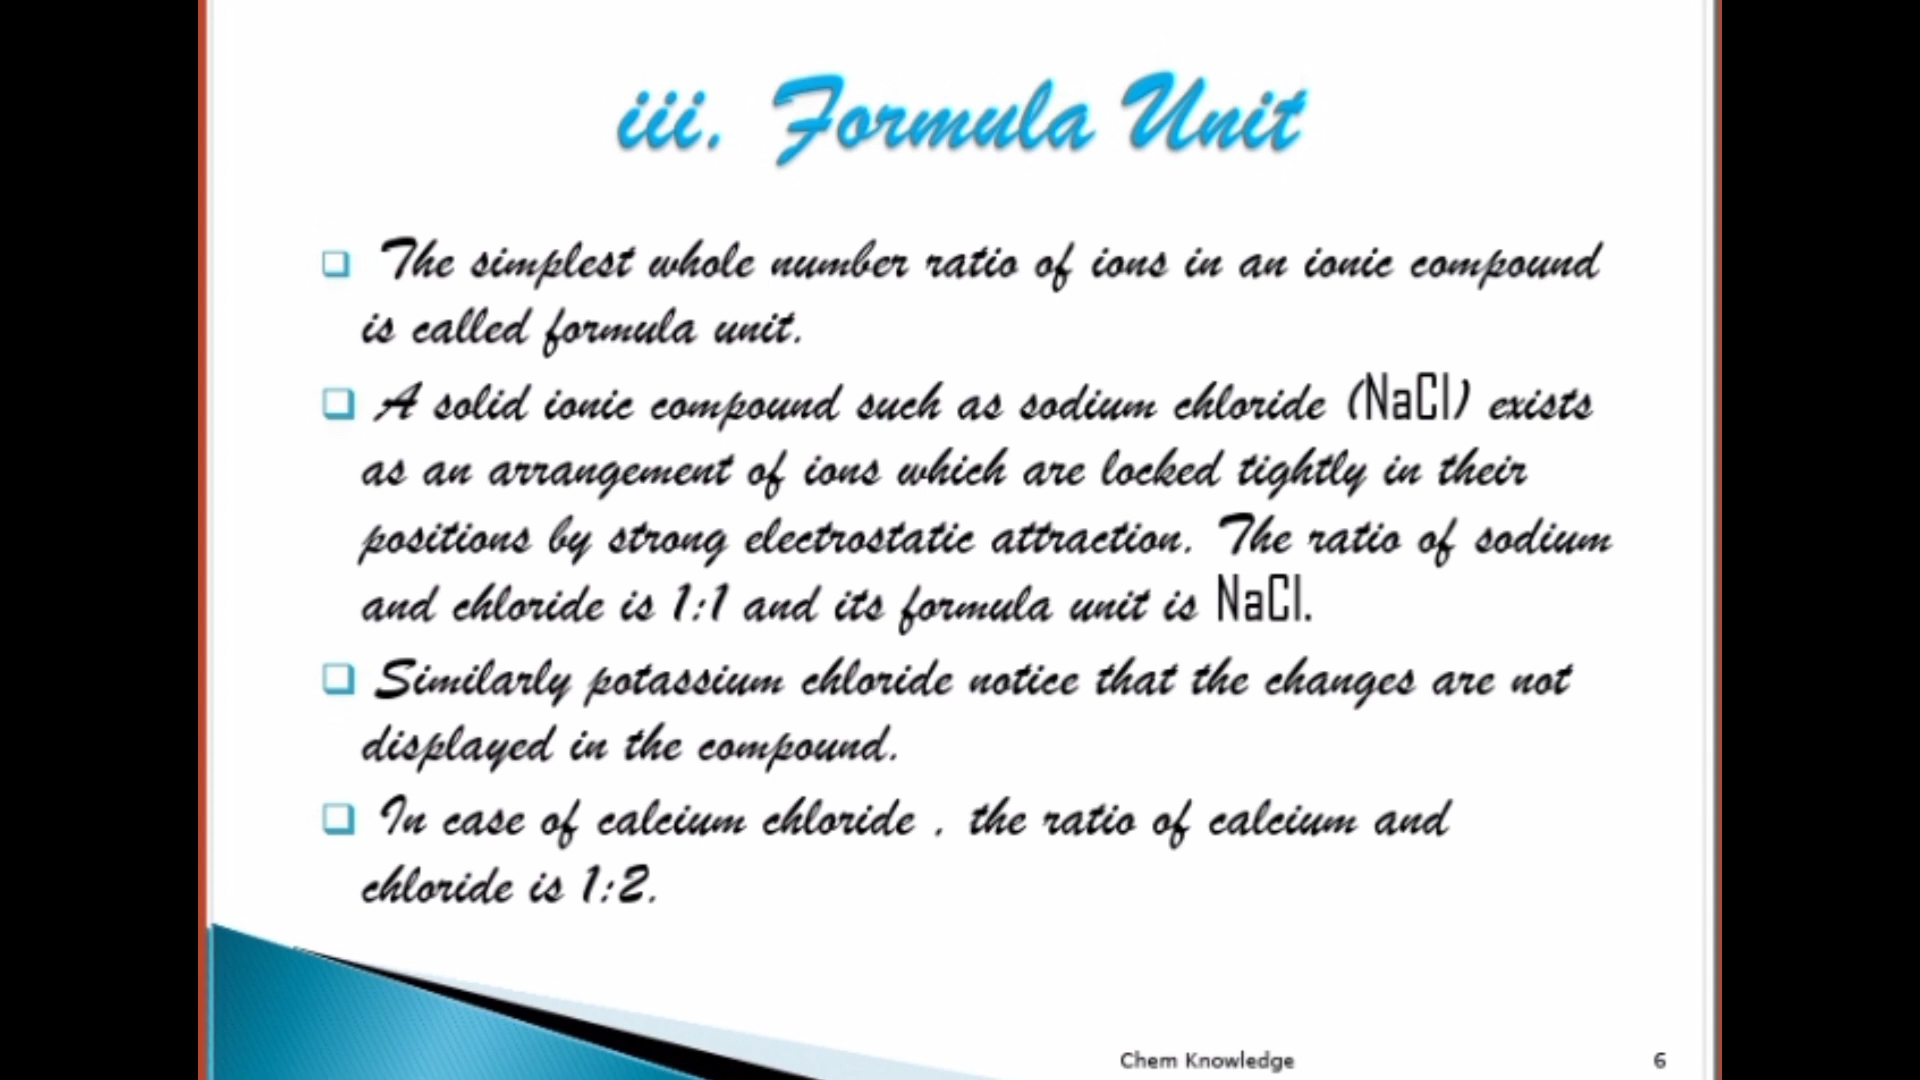 iii. Formula Unit
The simplest whole number ratio of ions in an ionic compound
is called formula unit.
A solid ionic compound such as sodium chloride (NaCl) exists
as an arrangement of ions which are locked tightly in their
positions by strong electrostatic attraction. The ratio of sodium
and chloride is 1:1 and its formula unit is NaCl.
Similarly potassium chloride notice that the changes are not
displayed in the compound.
In case of calcium chloride , the ratio of calcium and
chloride is 1:2.
Chem Knowledge 6